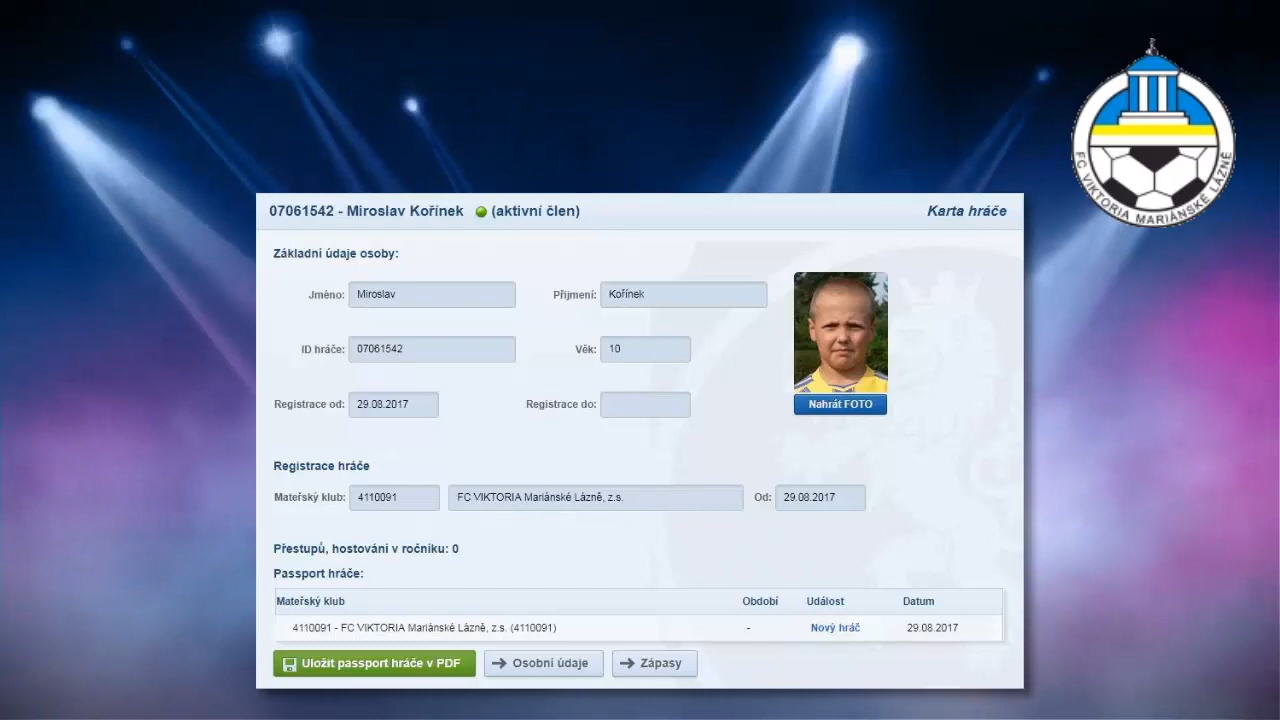 FC VIKTORIA MARIÁNSKÉ LÁZNĚ
07061542 - Miroslav Kořínek (aktivní člen) Karta hráče
Základní údaje osoby:
Jméno: Miroslav Příjmení: Kořínek
ID hráče: 07061542 Věk: 10
Nahrát FOTO
Registrace od: 29.08.2017 Registrace do:
Registrace hráče
Mateřský klub: 4110091 FC VIKTORIA Mariánské Lázně, z.s. Od: 29.08.2017
Přestupů, hostování v ročníku: 0
Passport hráče:
Mateřský klub Období Událost Datum
4110091 - FC VIKTORIA Mariánské Lázně, z.s. (4110091) - Nový hráč 29.08.2017
Uložit passport hráče v PDF Osobní údaje Zápasy